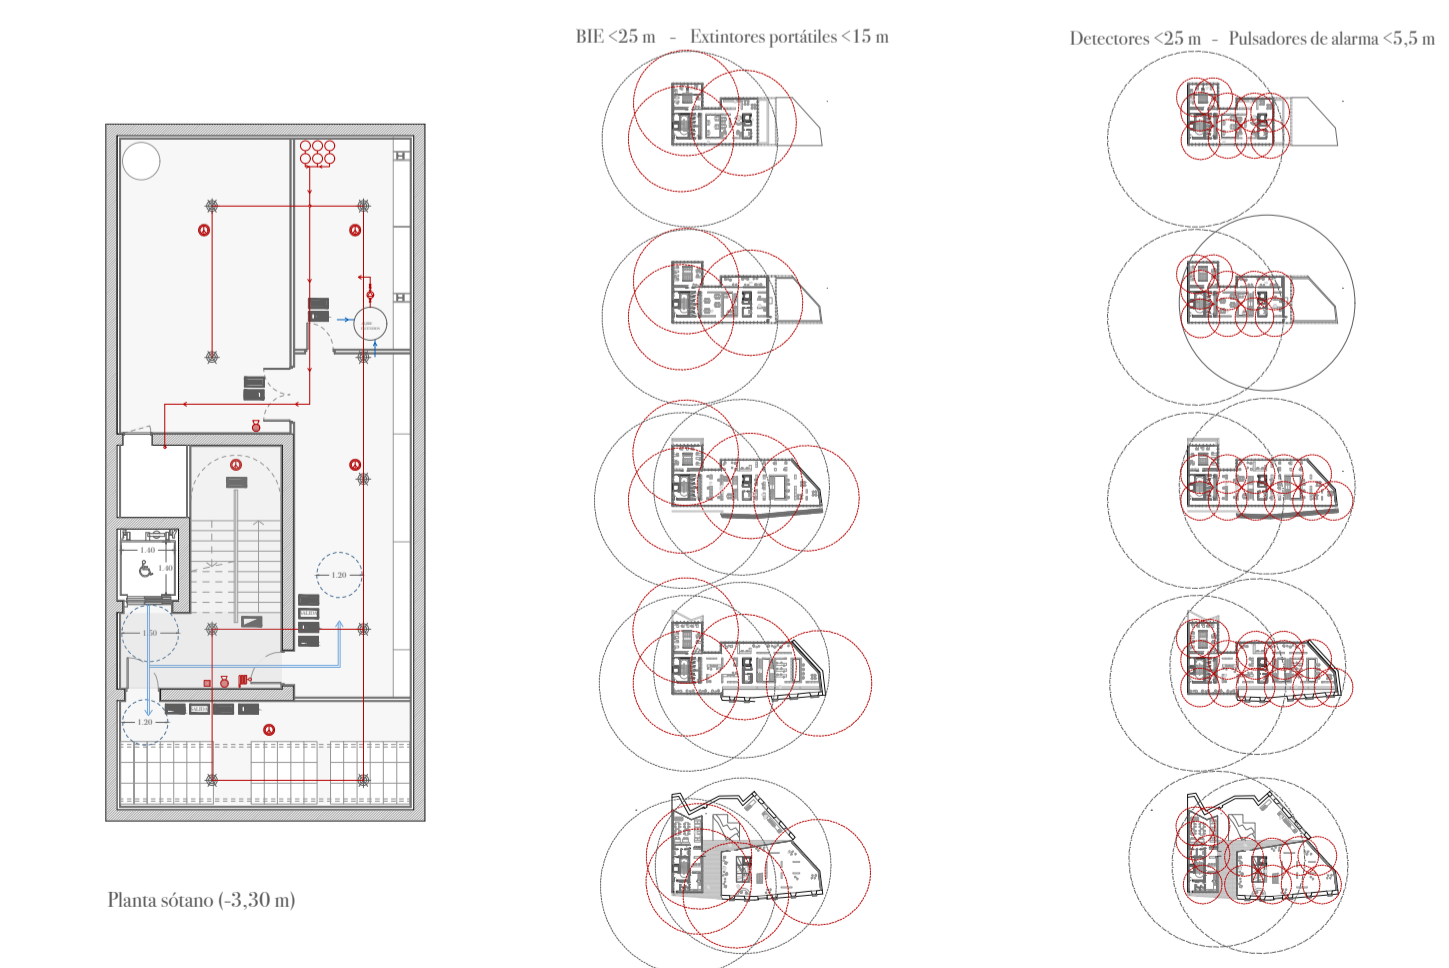 BIE <25 m - Extintores portátiles <15 m
Detectores <25 m - Pulsadores de alarma <5,5 m
1.40
1.40
1.20
1.50
1.20
Planta sótano (-3,30 m)